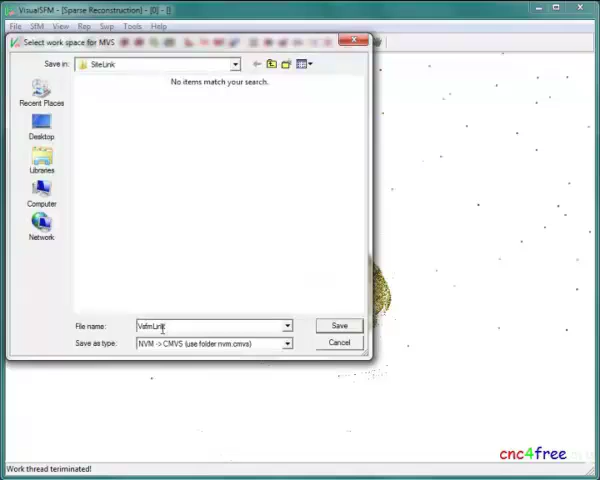 VisualSFM - [Sparse Reconstruction] - [0] - []
File SfM View Rep Swp Tools Help
Select work space for MVS
Save in: SiteLink
No items match your search.
Recent Places
Desktop
Libraries
Computer
Network
File name: VsfmLink Save
Save as type: NVM -> CMVS (use folder nvm.cmvs) Cancel
cnc4free
Work thread teriminated!